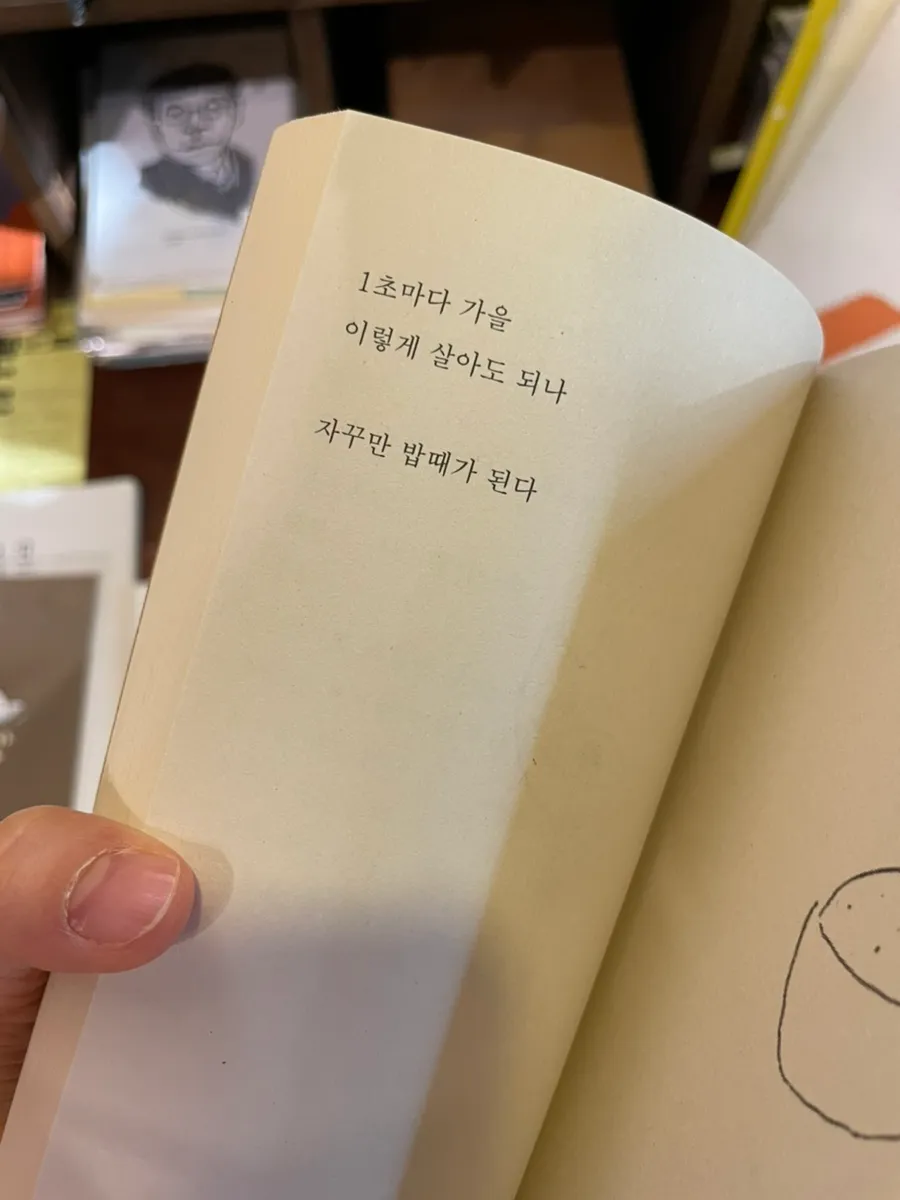 1초마다 가을
이렇게 살아도 되나
자꾸만 밥때가 된다